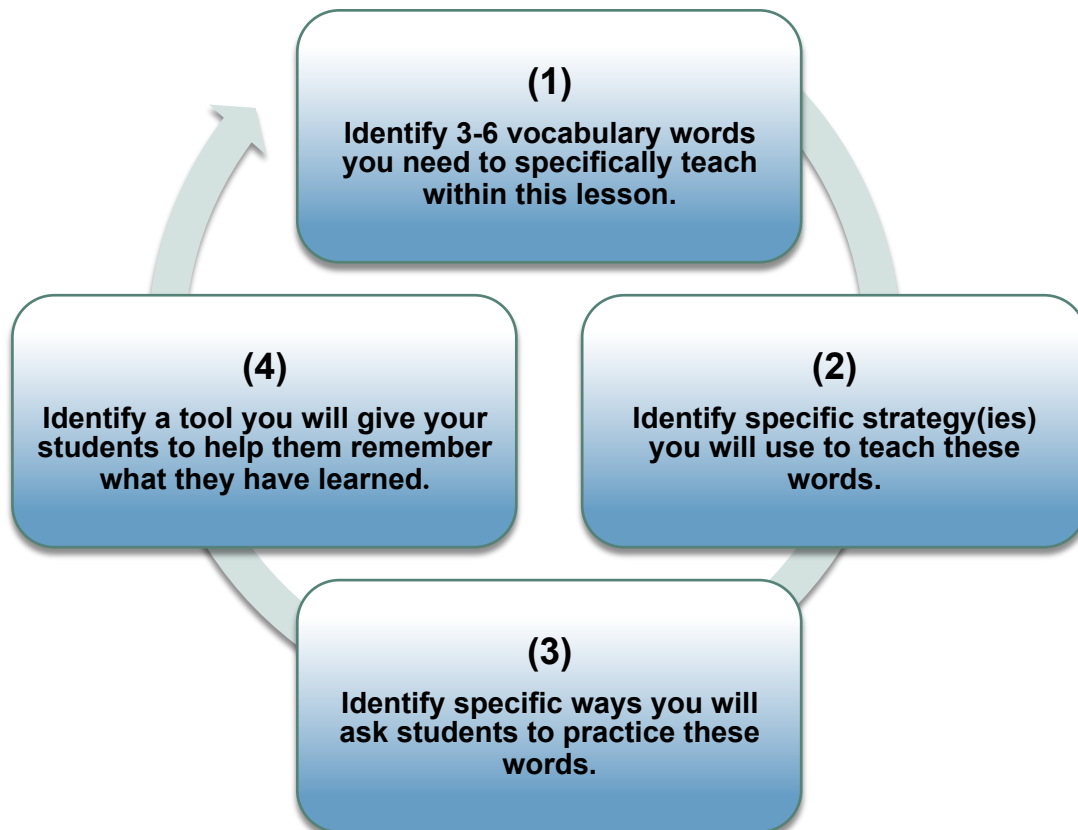 (1)
Identify 3-6 vocabulary words
you need to specifically teach
within this lesson.
(2)
Identify specific strategy(ies)
you will use to teach these
words.
(3)
Identify specific ways you will
ask students to practice these
words.
(4)
Identify a tool you will give your
students to help them remember
what they have learned.